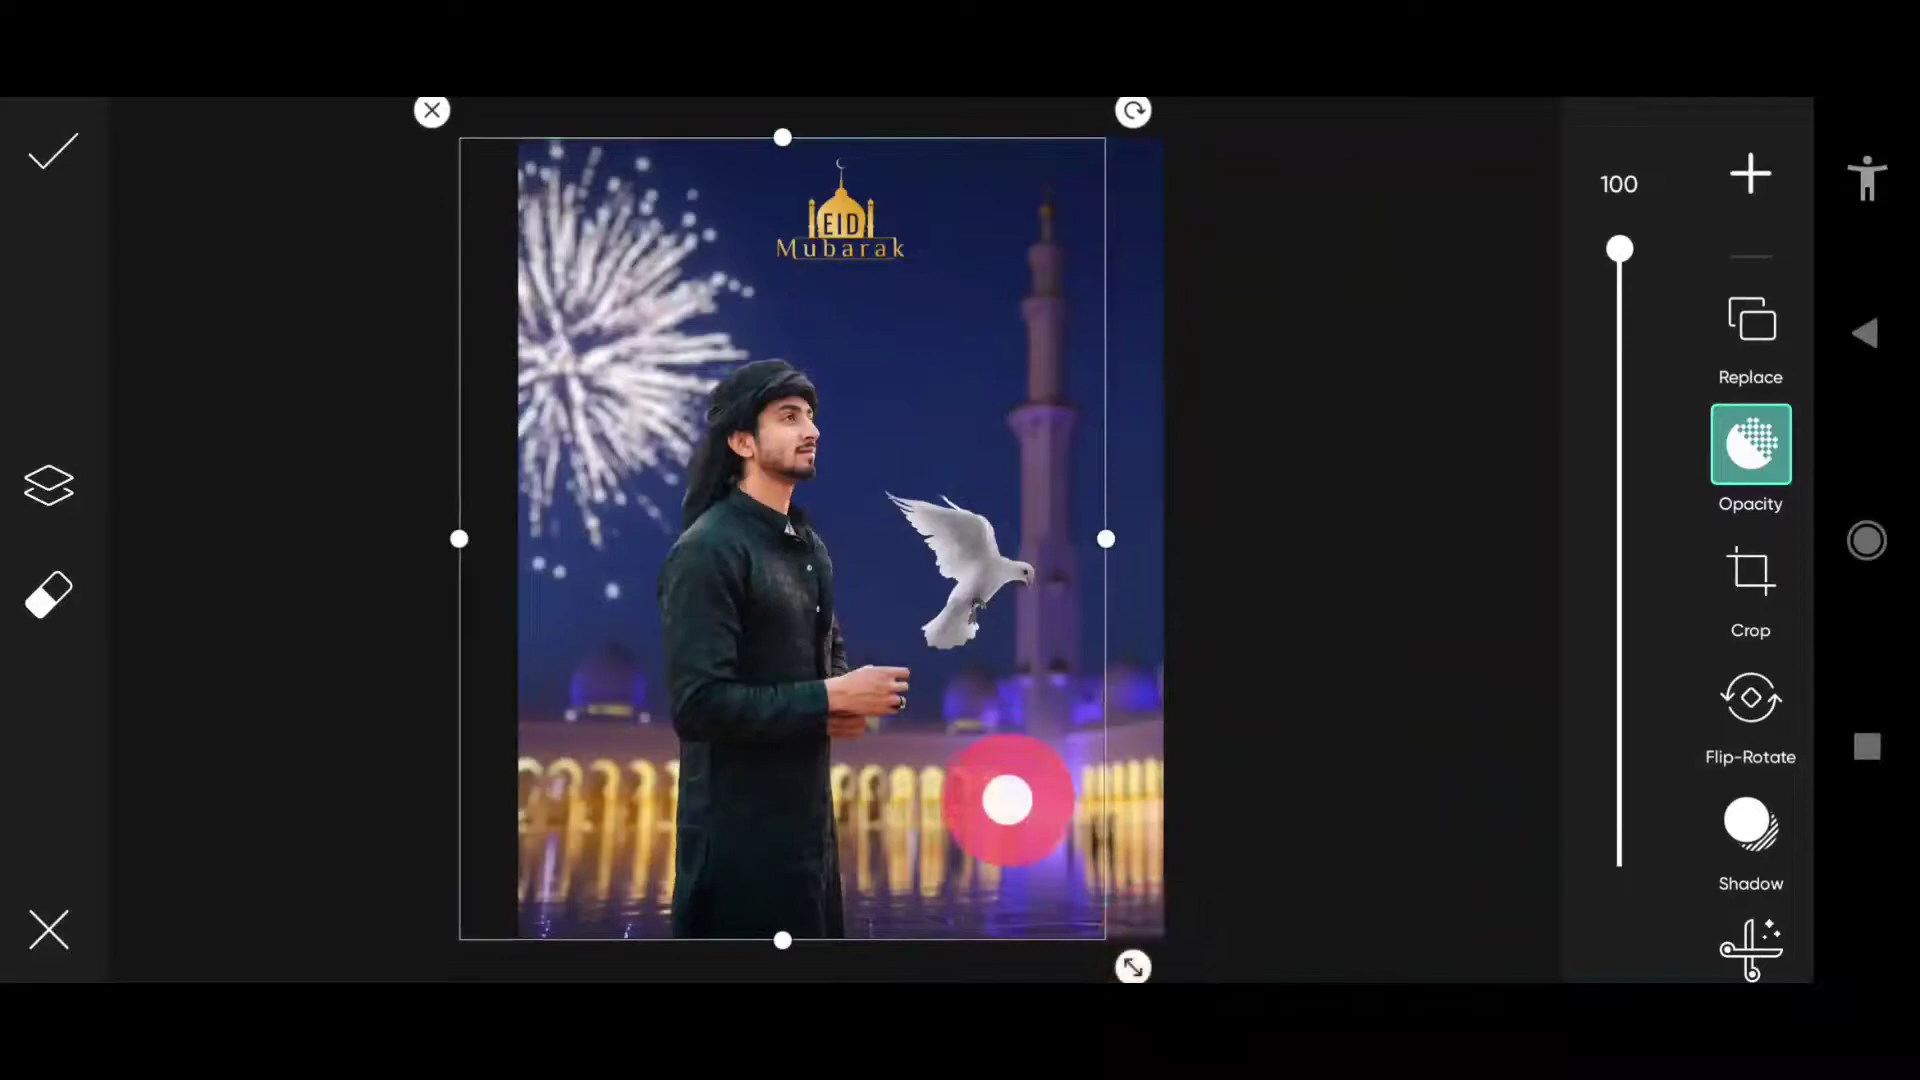 100
EID
Mubarak
Replace
Opacity
Crop
Flip-Rotate
Shadow